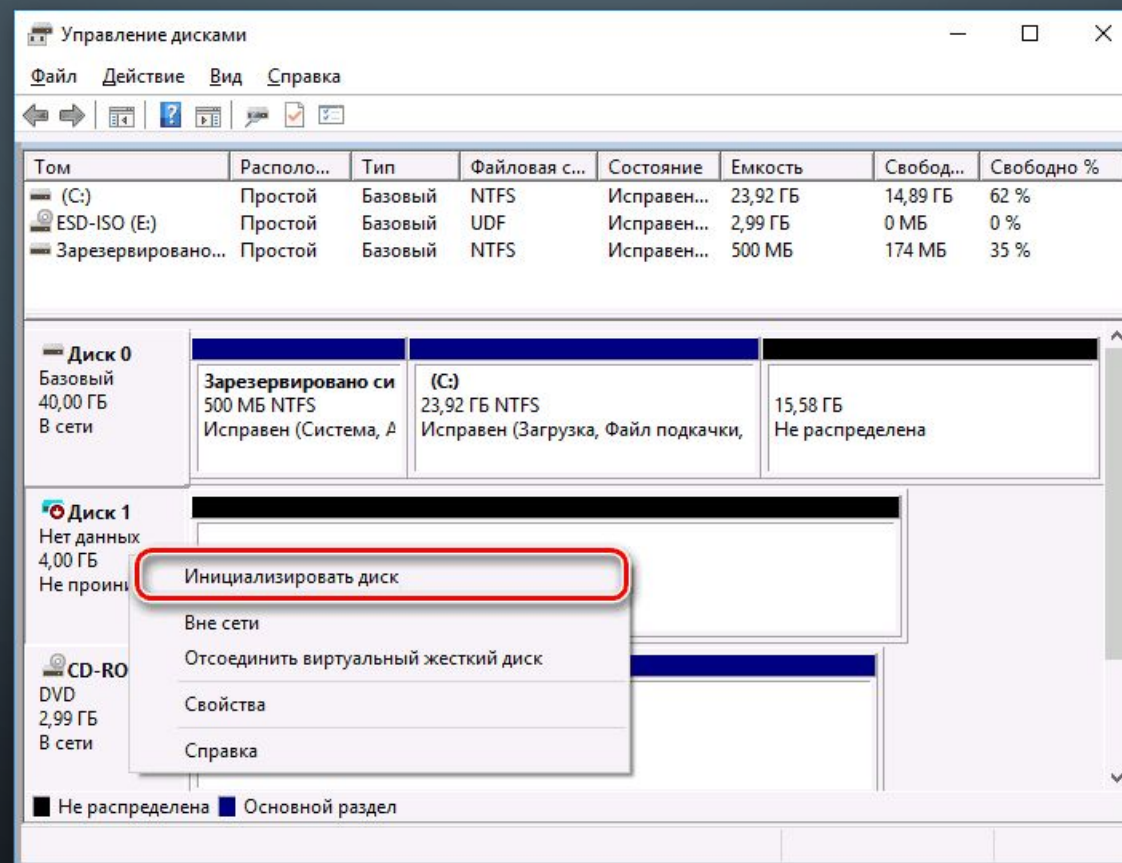 Управление дисками
Файл Действие Вид Справка
Том Располо... Тип Файловая с... Состояние Емкость Свобод... Свободно %
(C:) Простой Базовый NTFS Исправен... 23,92 ГБ 14,89 ГБ 62 %
ESD-ISO (E:) Простой Базовый UDF Исправен... 2,99 ГБ 0 МБ 0 %
Зарезервировано... Простой Базовый NTFS Исправен... 500 МБ 174 МБ 35 %
Диск 0
Базовый
40,00 ГБ
В сети
Зарезервировано си
500 МБ NTFS
Исправен (Система, А
(C:)
23,92 ГБ NTFS
Исправен (Загрузка, Файл подкачки,
15,58 ГБ
Не распределена
Диск 1
Нет данных
4,00 ГБ
Не проини
Инициализировать диск
Вне сети
Отсоединить виртуальный жесткий диск
Свойства
Справка
CD-RO
DVD
2,99 ГБ
В сети
Не распределена Основной раздел